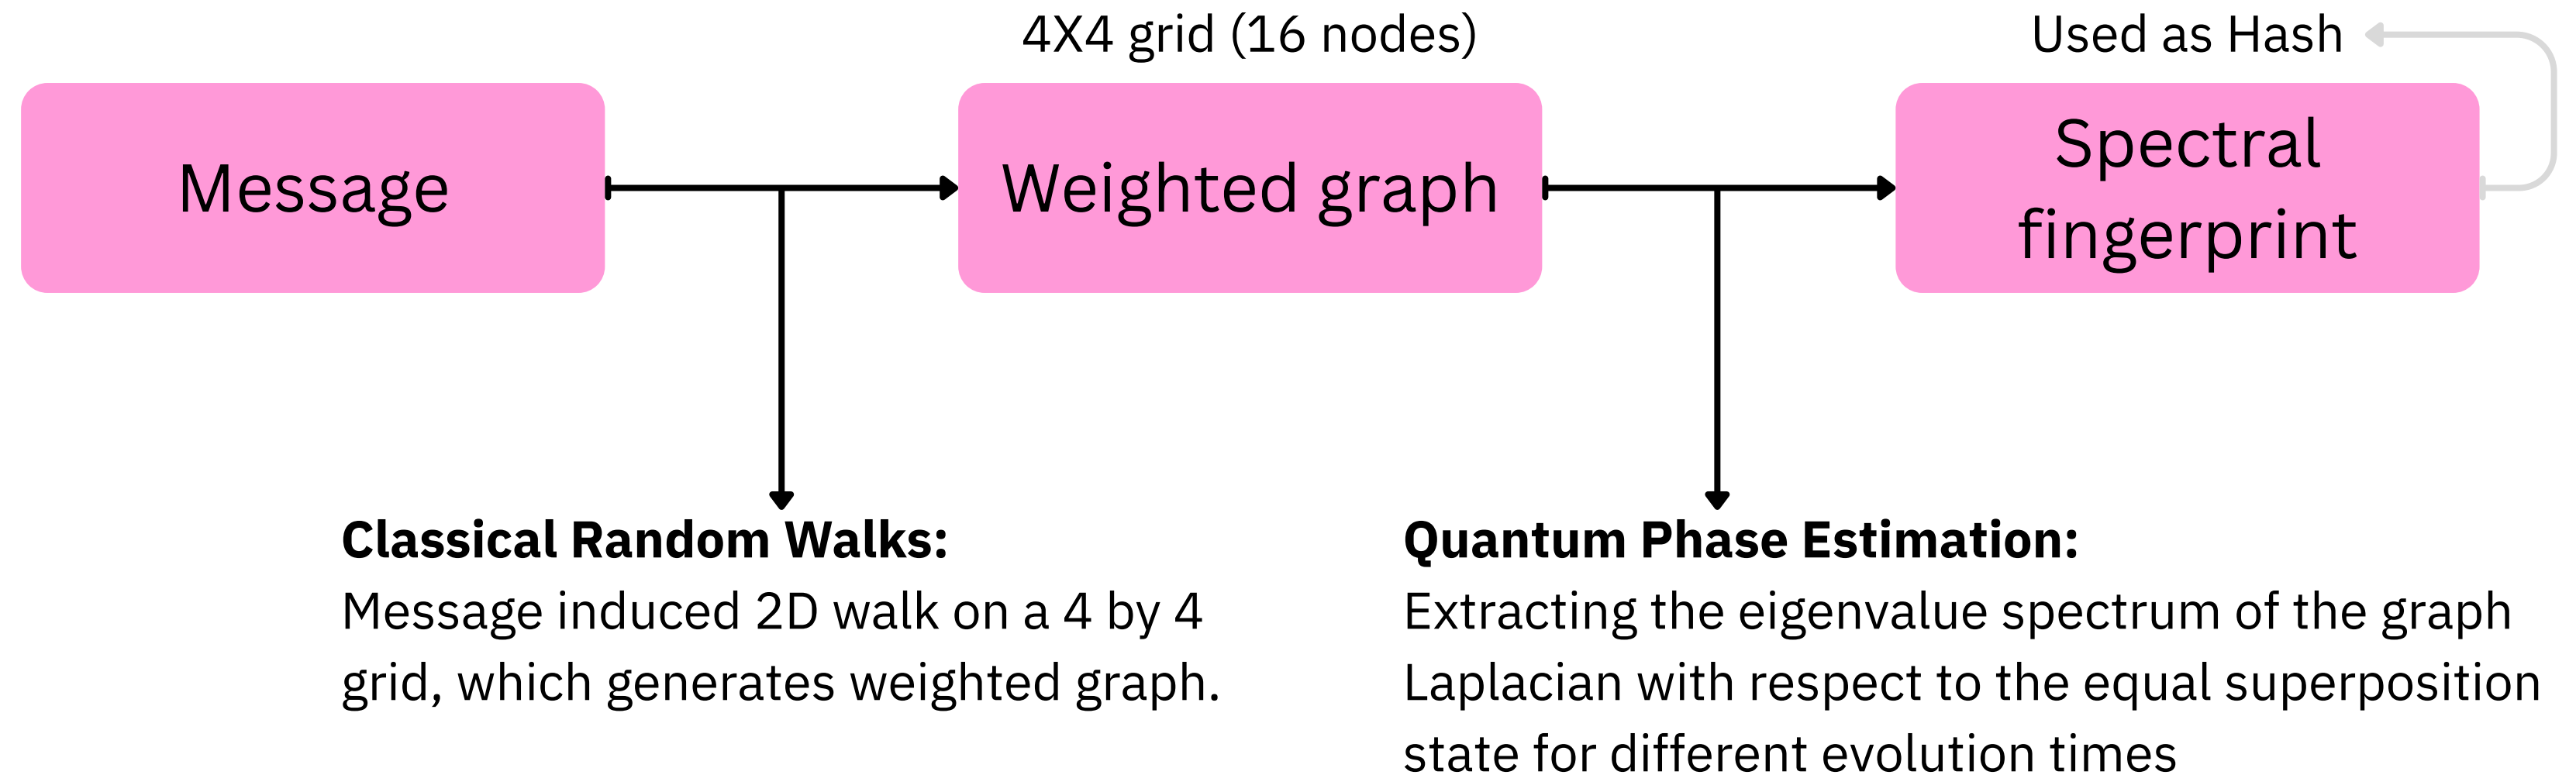 4X4 grid (16 nodes)
Used as Hash
Message
Weighted graph
Spectral
fingerprint
Classical Random Walks:
Message induced 2D walk on a 4 by 4
grid, which generates weighted graph.
Quantum Phase Estimation:
Extracting the eigenvalue spectrum of the graph
Laplacian with respect to the equal superposition
state for different evolution times